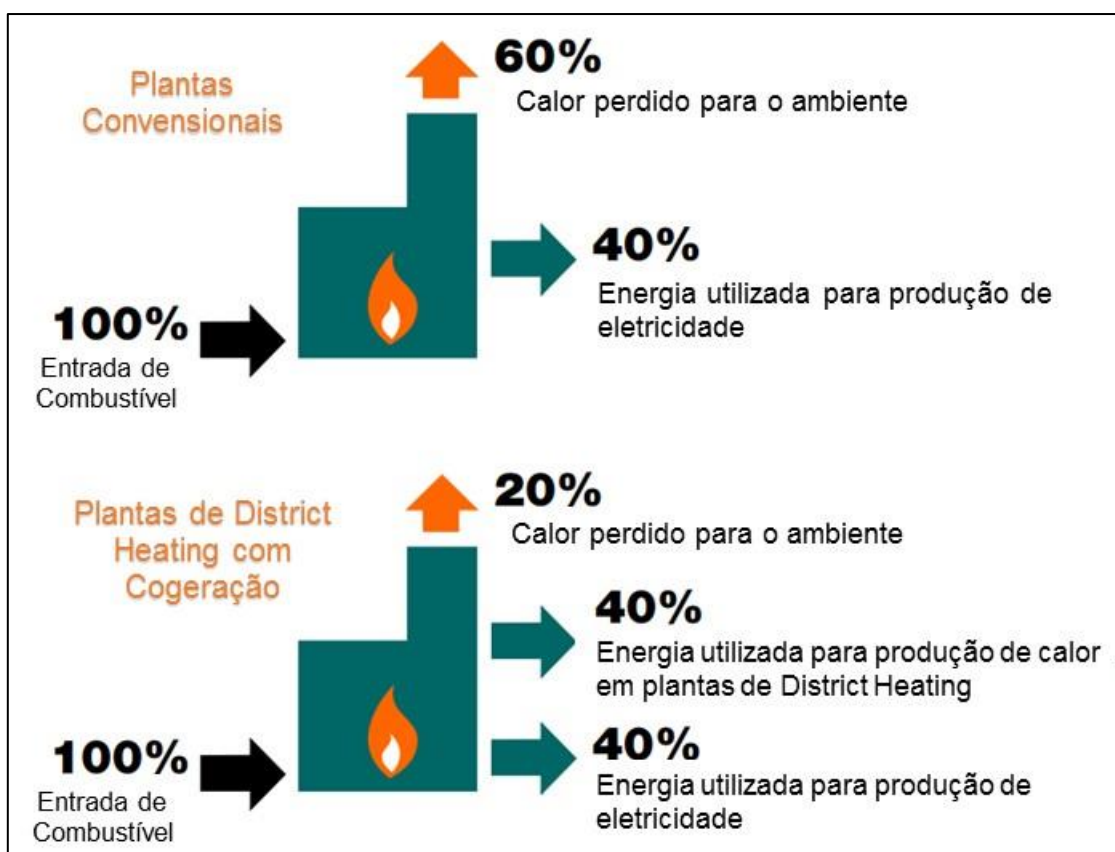 60%
Calor perdido para o ambiente
Plantas
Convensionais
40%
Energia utilizada para produção de
eletricidade
100%
Entrada de
Combustível
20%
Calor perdido para o ambiente
Plantas de District
Heating com
Cogeração
40%
Energia utilizada para produção de calor
em plantas de District Heating
40%
Energia utilizada para produção de
eletricidade
100%
Entrada de
Combustível